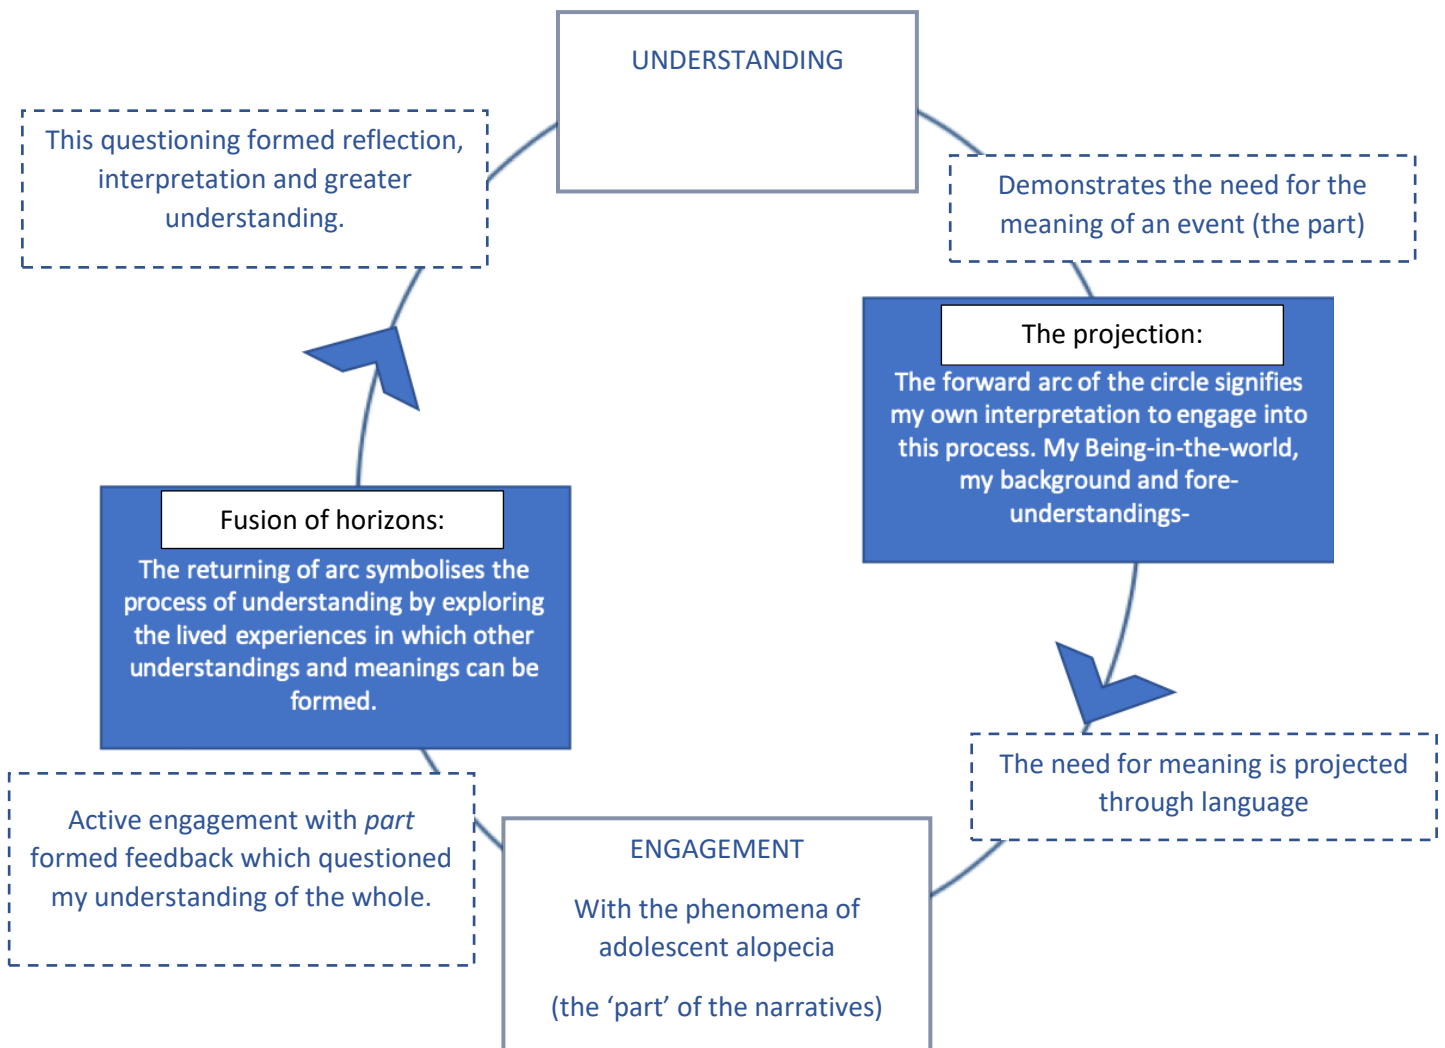 UNDERSTANDING
This questioning formed reflection,
interpretation and greater
understanding.
Demonstrates the need for the
meaning of an event (the part)
The projection:
The forward arc of the circle signifies
my own interpretation to engage into
this process. My Being-in-the-world,
my background and fore-
understandings-
Fusion of horizons:
The returning of arc symbolises the
process of understanding by exploring
the lived experiences in which other
understandings and meanings can be
formed.
The need for meaning is projected
through language
Active engagement with part
formed feedback which questioned
my understanding of the whole.
ENGAGEMENT
With the phenomena of
adolescent alopecia
(the ‘part’ of the narratives)